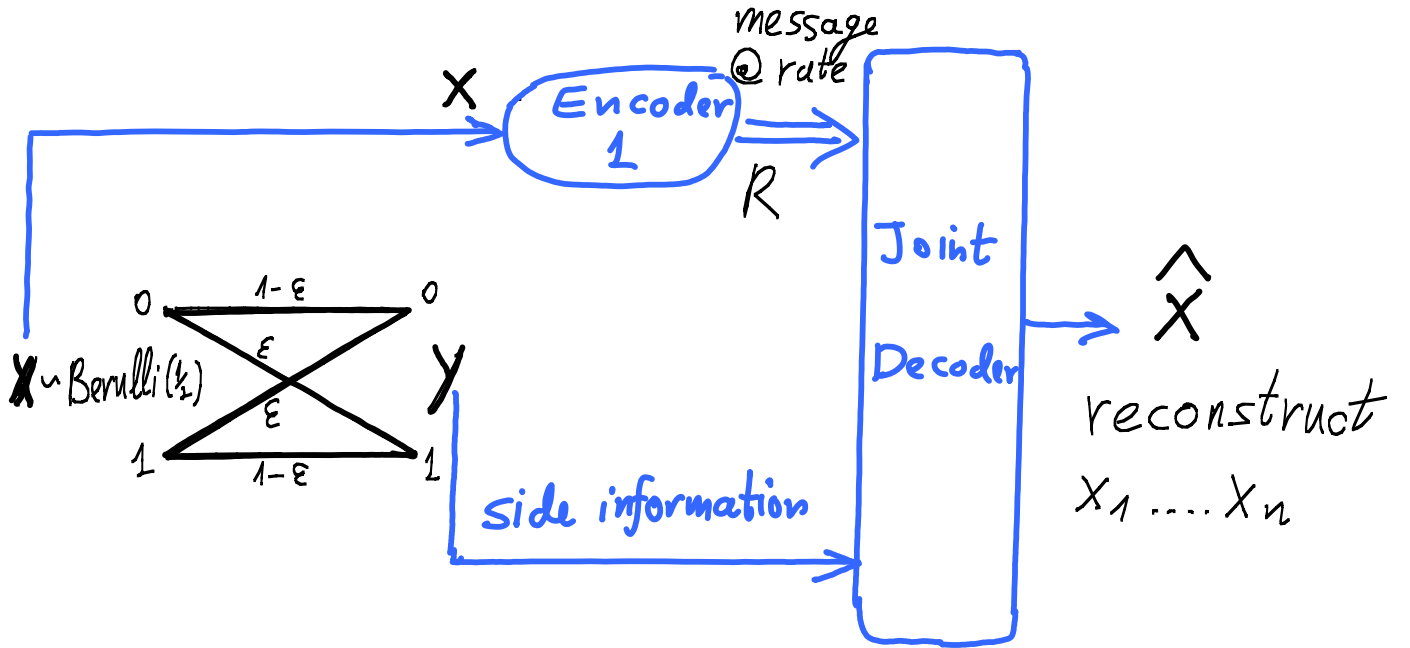 message
@ rate
X
Encoder
1
R
Joint
Decoder
X̂
reconstruct
X₁ .... Xₙ
0
1-ε
0
ε
X ~ Berulli(½)
Y
ε
1
1-ε
1
side information